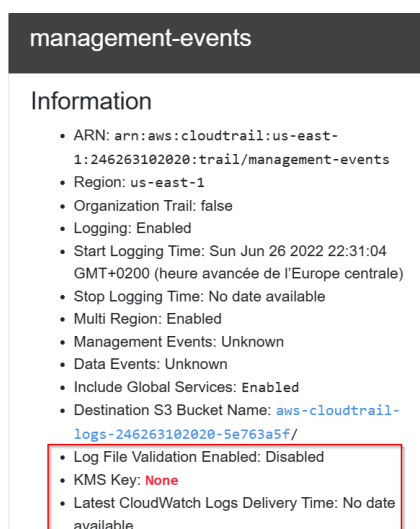 management-events
Information
• ARN: arn:aws:cloudtrail:us-east-
1:246263102020:trail/management-events
• Region: us-east-1
• Organization Trail: false
• Logging: Enabled
• Start Logging Time: Sun Jun 26 2022 22:31:04
GMT+0200 (heure avancée de l'Europe centrale)
• Stop Logging Time: No date available
• Multi Region: Enabled
• Management Events: Unknown
• Data Events: Unknown
• Include Global Services: Enabled
• Destination S3 Bucket Name: aws-cloudtrail-
logs-246263102020-5e763a5f/
• Log File Validation Enabled: Disabled
• KMS Key: None
• Latest CloudWatch Logs Delivery Time: No date
available